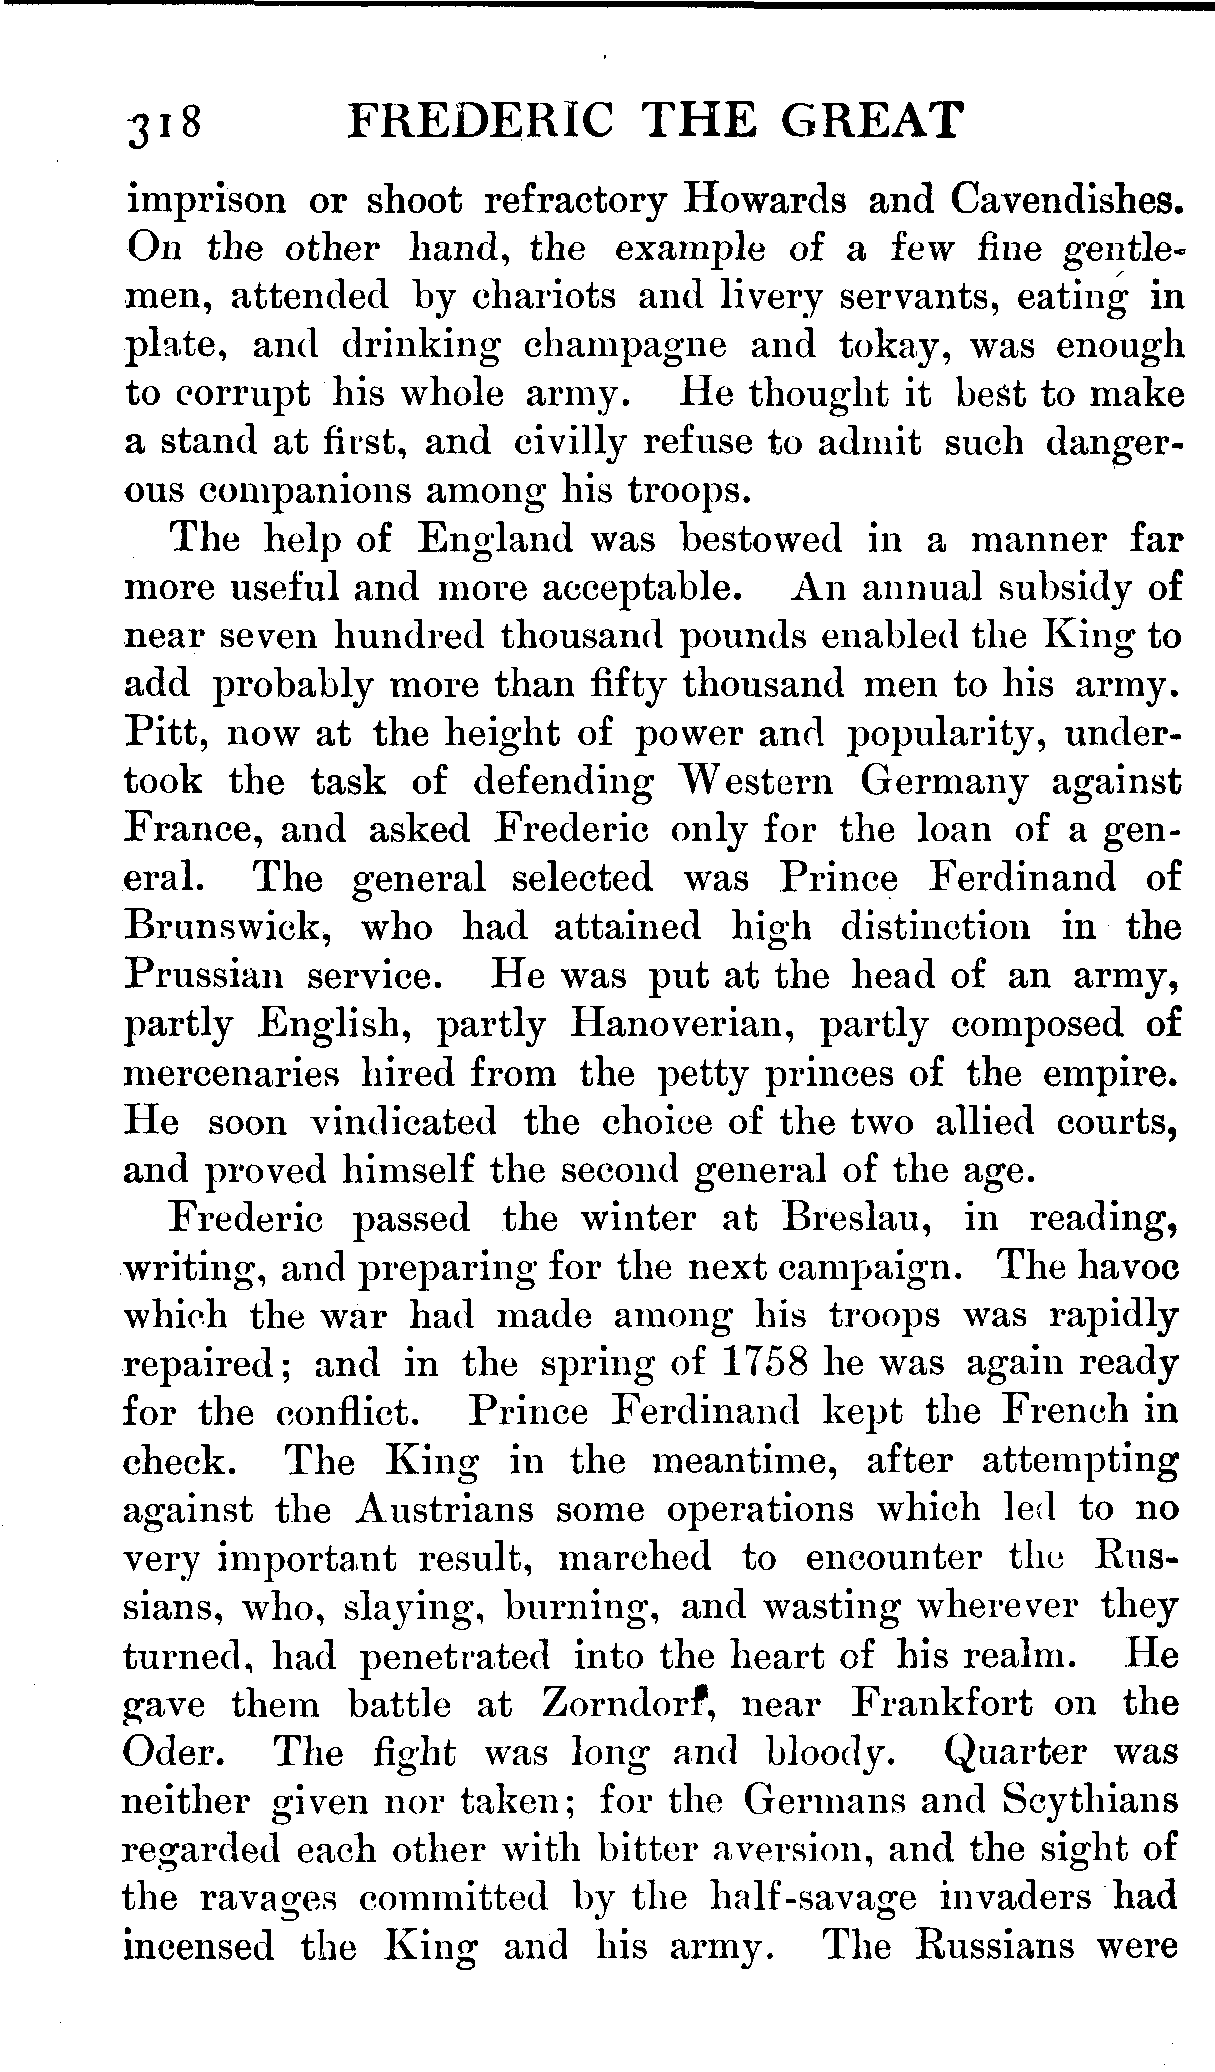 318 FREDERIC THE GREAT
imprison or shoot refractory Howards and Cavendishes.
On the other hand, the example of a few fine gentle-
men, attended by chariots and livery servants, eating in
plate, and drinking champagne and tokay, was enough
to corrupt his whole army. He thought it best to make
a stand at first, and civilly refuse to admit such danger-
ous companions among his troops.
The help of England was bestowed in a manner far
more useful and more acceptable. An annual subsidy of
near seven hundred thousand pounds enabled the King to
add probably more than fifty thousand men to his army.
Pitt, now at the height of power and popularity, under-
took the task of defending Western Germany against
France, and asked Frederic only for the loan of a gen-
eral. The general selected was Prince Ferdinand of
Brunswick, who had attained high distinction in the
Prussian service. He was put at the head of an army,
partly English, partly Hanoverian, partly composed of
mercenaries hired from the petty princes of the empire.
He soon vindicated the choice of the two allied courts,
and proved himself the second general of the age.
Frederic passed the winter at Breslau, in reading,
writing, and preparing for the next campaign. The havoc
which the war had made among his troops was rapidly
repaired; and in the spring of 1758 he was again ready
for the conflict. Prince Ferdinand kept the French in
check. The King in the meantime, after attempting
against the Austrians some operations which led to no
very important result, marched to encounter the Rus-
sians, who, slaying, burning, and wasting wherever they
turned, had penetrated into the heart of his realm. He
gave them battle at Zorndorf, near Frankfort on the
Oder. The fight was long and bloody. Quarter was
neither given nor taken; for the Germans and Scythians
regarded each other with bitter aversion, and the sight of
the ravages committed by the half-savage invaders had
incensed the King and his army. The Russians were